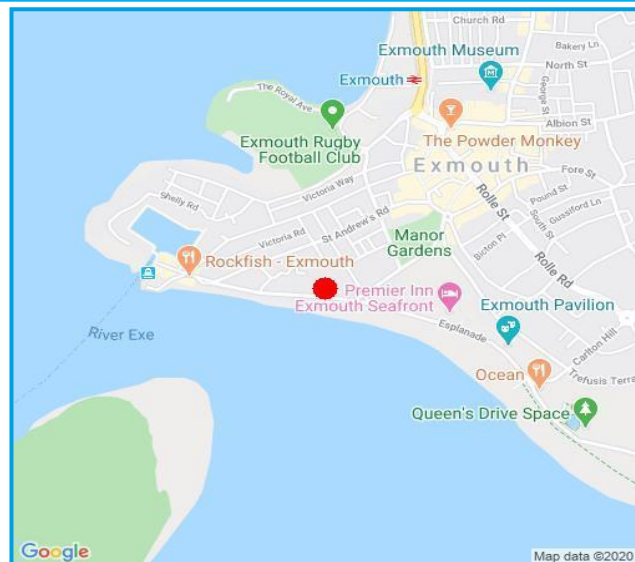 Church Rd
Bakery Ln
Exmouth Museum
North St
Exmouth
George St
The Royal Ave
Albion St
Exmouth Rugby
Football Club
The Powder Monkey
Exmouth
Fore St
Victoria Way
Rolle St
Pound St
Shelly Rd
South St
Gussiford Ln
St Andrew's Rd
Manor
Gardens
Victoria Rd
Bicton Pl
Rolle Rd
Rockfish - Exmouth
Premier Inn
Exmouth Seafront
Exmouth Pavilion
River Exe
Esplanade
Carlton Hill
Ocean
Trefusis Terra
Queen's Drive Space
Google
Map data ©2020